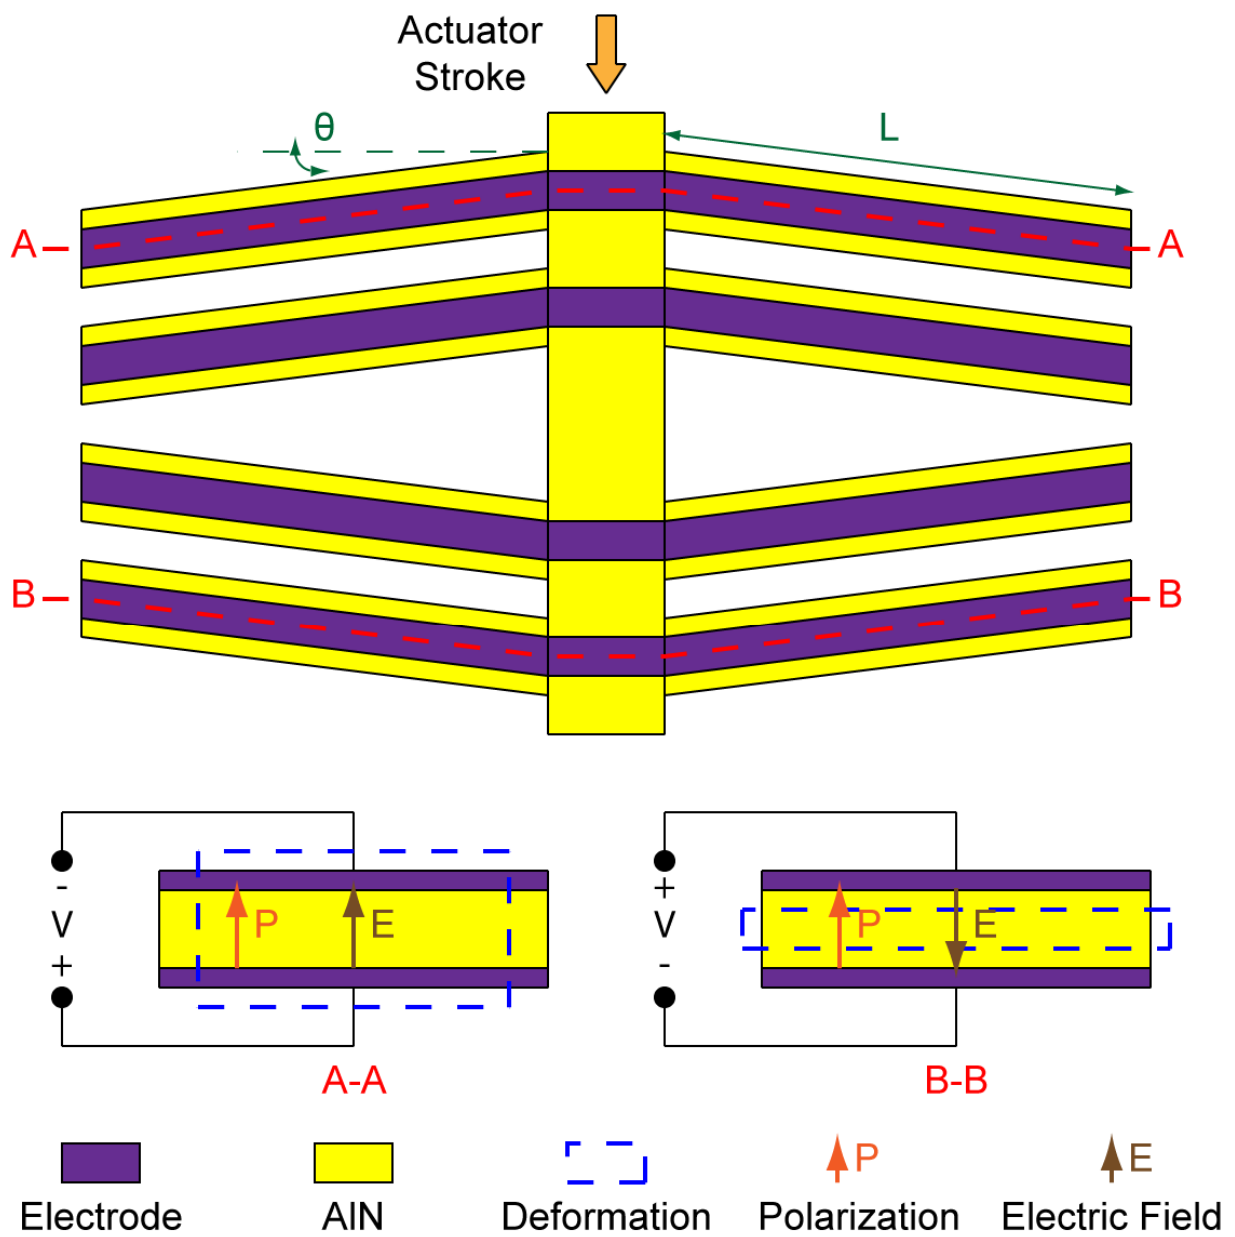 Actuator
Stroke
θ
L
A
A
B
B
-
V
+
P
E
A-A
+
V
-
P
E
B-B
P
E
Electrode
AlN
Deformation
Polarization
Electric Field